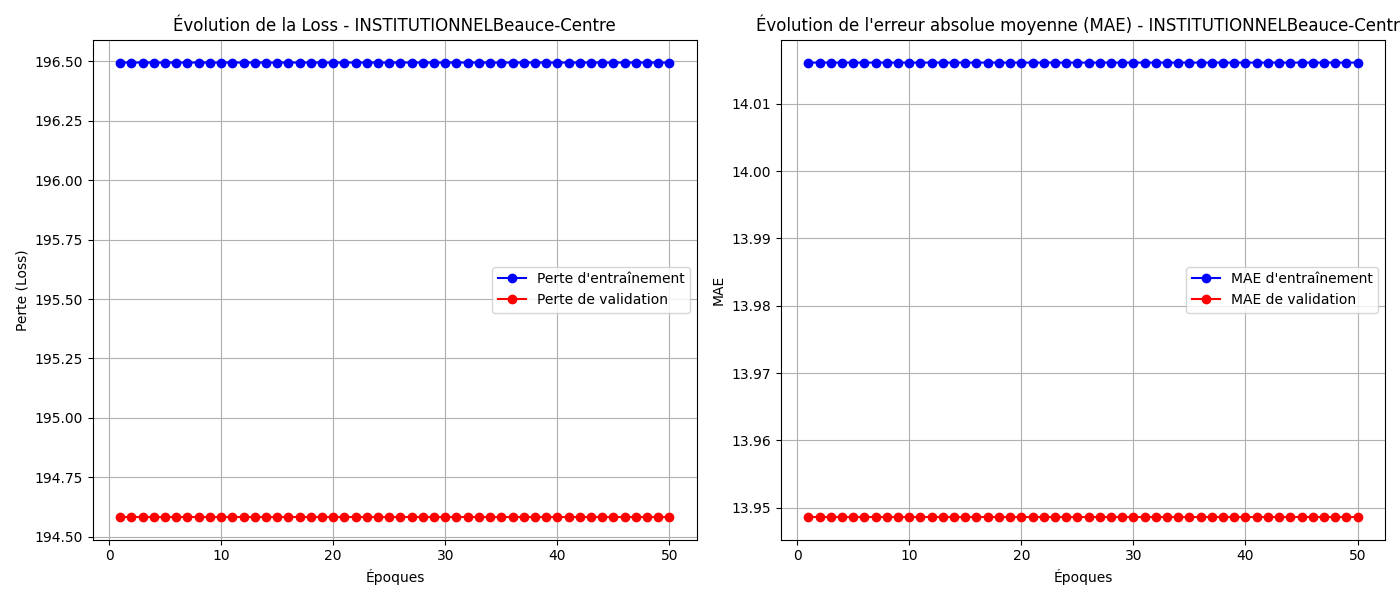 Évolution de la Loss - INSTITUTIONNELBeauce-Centre
196.50
196.25
196.00
195.75
195.50
195.25
195.00
194.75
194.50
Perte (Loss)
Perte d'entraînement
Perte de validation
0 10 20 30 40 50
Époques
Évolution de l'erreur absolue moyenne (MAE) - INSTITUTIONNELBeauce-Centr
14.01
14.00
13.99
13.98
13.97
13.96
13.95
MAE
MAE d'entraînement
MAE de validation
0 10 20 30 40 50
Époques